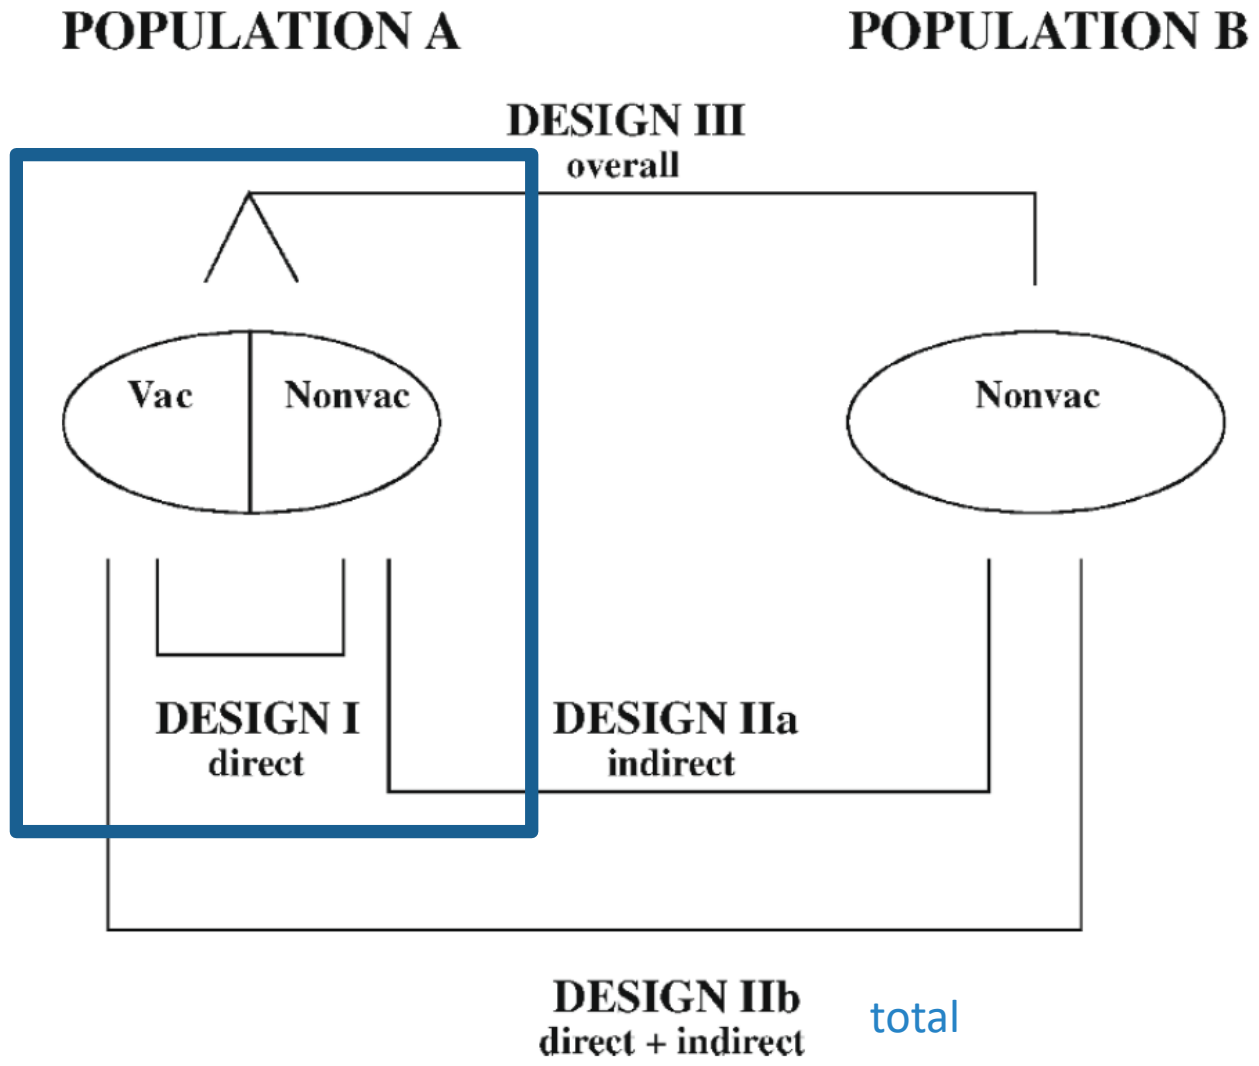 POPULATION A
POPULATION B
DESIGN III
overall
Vac
Nonvac
Nonvac
DESIGN I
direct
DESIGN IIa
indirect
DESIGN IIb
direct + indirect
total